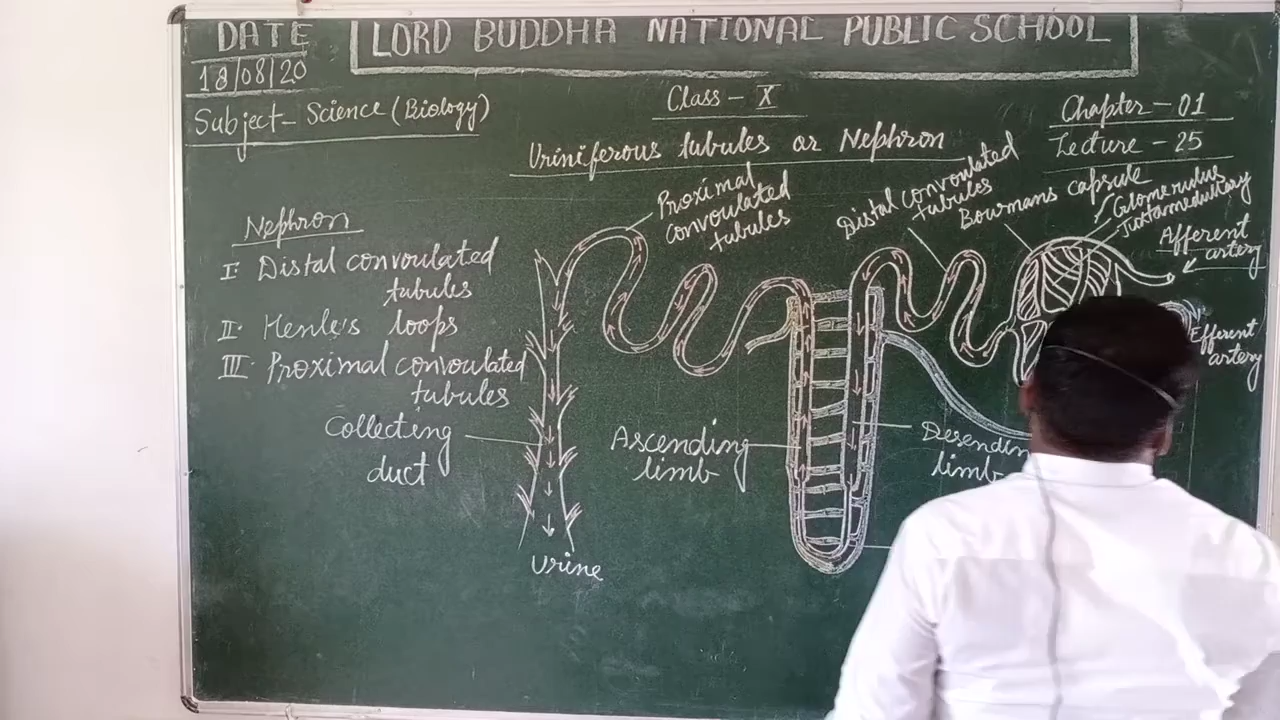 DATE
18/08/20
LORD BUDDHA NATIONAL PUBLIC SCHOOL
Subject- Science (Biology)
Class - X
Chapter - 01
Lecture - 25
Uriniferous tubules or Nephron
Nephron
I. Distal convoulated
tubules
II. Henle's loops
III. Proximal convoulated
tubules
Collecting
duct
Urine
Proximal
convoulated
tubules
Ascending
limb
Distal convoulated
tubules
Bowmans capsule
Glomerulus
Juxtamedullary
Afferent
artery
Efferent
artery
Desendin
limb